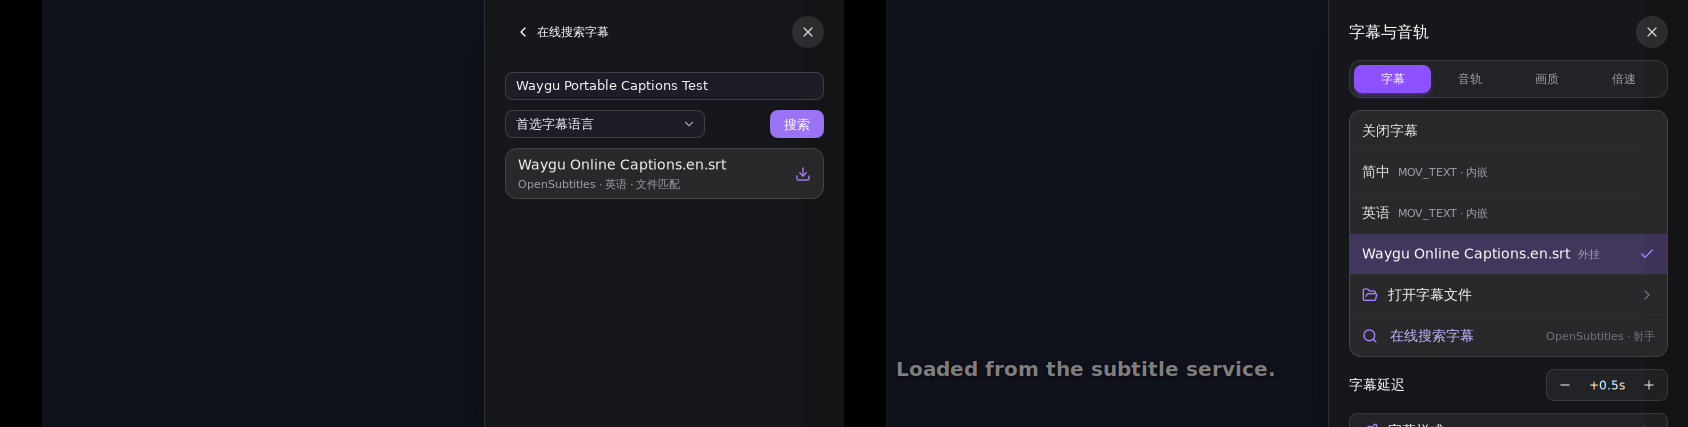 在线搜索字幕
Waygu Portable Captions Test
首选字幕语言
搜索
Waygu Online Captions.en.srt
OpenSubtitles · 英语 · 文件匹配
Loaded from the subtitle service.
字幕与音轨
字幕 音轨 画质 倍速
关闭字幕
简中 MOV_TEXT · 内嵌
英语 MOV_TEXT · 内嵌
Waygu Online Captions.en.srt 外挂
打开字幕文件
在线搜索字幕 OpenSubtitles · 射手
字幕延迟 − +0.5s +